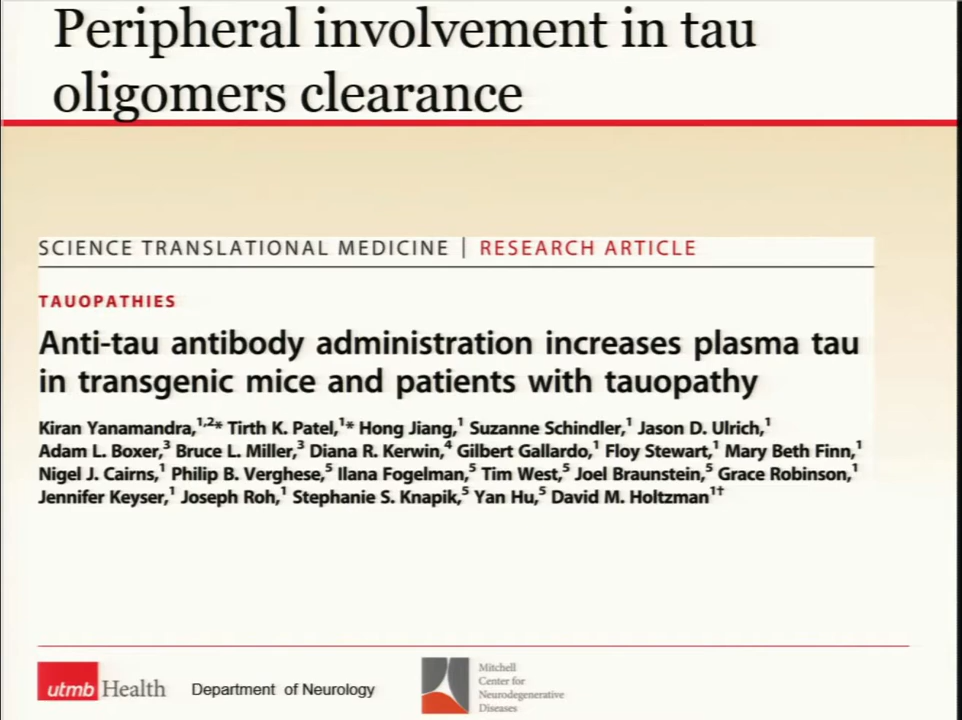 Peripheral involvement in tau
oligomers clearance
SCIENCE TRANSLATIONAL MEDICINE | RESEARCH ARTICLE
TAUOPATHIES
Anti-tau antibody administration increases plasma tau
in transgenic mice and patients with tauopathy
Kiran Yanamandra,1,2* Tirth K. Patel,1* Hong Jiang,1 Suzanne Schindler,1 Jason D. Ulrich,1
Adam L. Boxer,3 Bruce L. Miller,3 Diana R. Kerwin,4 Gilbert Gallardo,1 Floy Stewart,1 Mary Beth Finn,1
Nigel J. Cairns,1 Philip B. Verghese,5 Ilana Fogelman,5 Tim West,5 Joel Braunstein,5 Grace Robinson,1
Jennifer Keyser,1 Joseph Roh,1 Stephanie S. Knapik,5 Yan Hu,5 David M. Holtzman1†
utmb Health
Department of Neurology
Mitchell
Center for
Neurodegenerative
Diseases